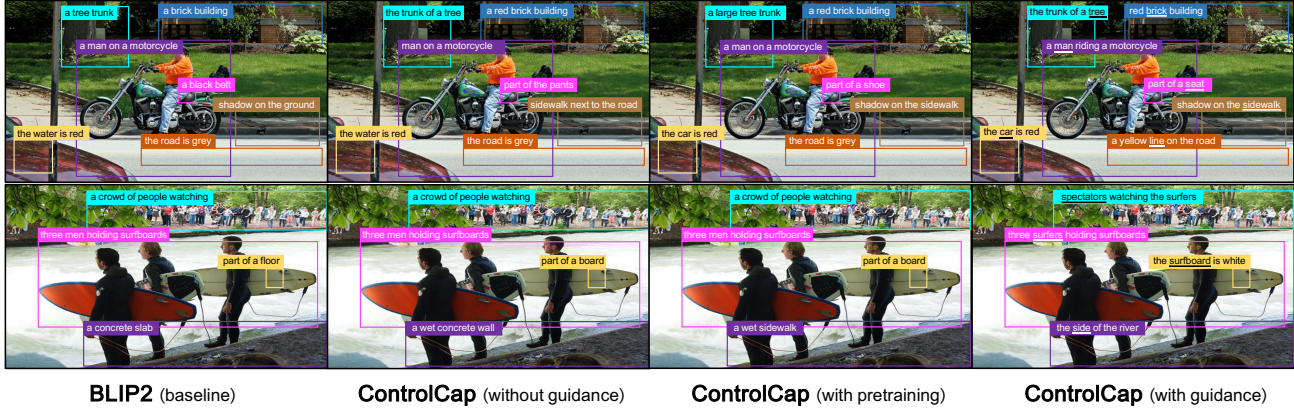 a tree trunk
a brick building
a man on a motorcycle
a black belt
shadow on the ground
the water is red
the road is grey
the trunk of a tree
a red brick building
man on a motorcycle
part of the pants
sidewalk next to the road
the water is red
the road is grey
a large tree trunk
a red brick building
a man on a motorcycle
part of a shoe
shadow on the sidewalk
the car is red
the road is grey
the trunk of a tree
red brick building
a man riding a motorcycle
part of a seat
shadow on the sidewalk
the car is red
a yellow line on the road
a crowd of people watching
three men holding surfboards
part of a floor
a concrete slab
a crowd of people watching
three men holding surfboards
part of a board
a wet concrete wall
a crowd of people watching
three men holding surfboards
part of a board
a wet sidewalk
spectators watching the surfers
three surfers holding surfboards
the surfboard is white
the side of the river
BLIP2 (baseline)
ControlCap (without guidance)
ControlCap (with pretraining)
ControlCap (with guidance)